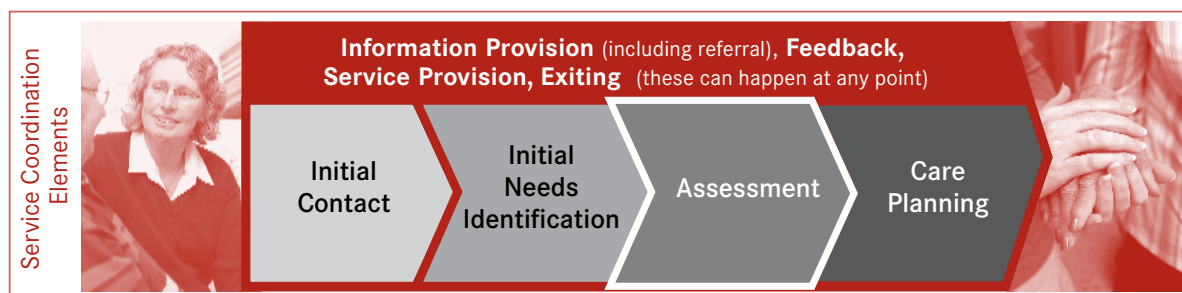 Service Coordination
Elements
Information Provision (including referral), Feedback,
Service Provision, Exiting (these can happen at any point)
Initial
Contact
Initial
Needs
Identification
Assessment
Care
Planning